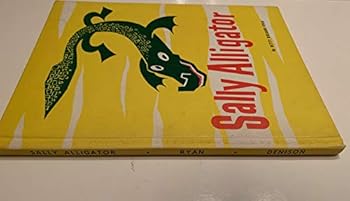 Sally Alligator
SALLY ALLIGATOR • RYAN • DENISON